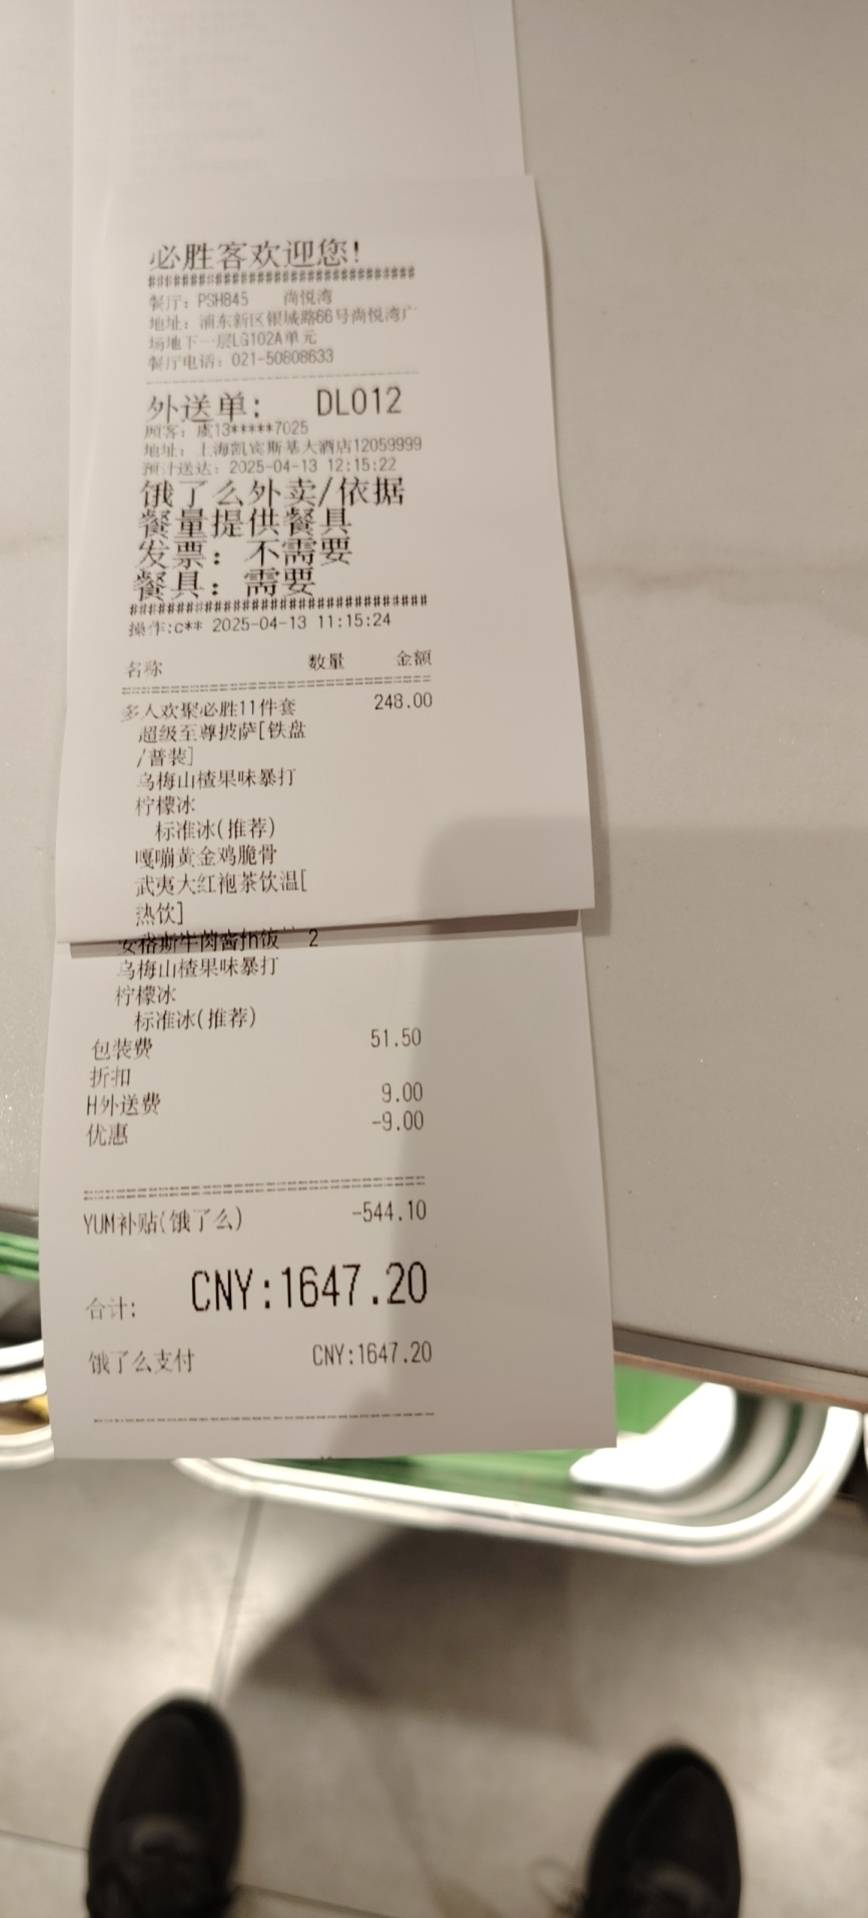 必胜客欢迎您!
####################################
餐厅: PSH845 尚悦湾
地址: 浦东新区银城路66号尚悦湾广
场地下一层LG102A单元
餐厅电话: 021-50808633
外送单: DL012
顾客: 虞13*****7025
地址: 上海凯宾斯基大酒店12059999
预计送达: 2025-04-13 12:15:22
饿了么外卖/依据
餐量提供餐具
发票: 不需要
餐具: 需要
####################################
操作:c** 2025-04-13 11:15:24
名称 数量 金额
多人欢聚必胜11件套 248.00
超级至尊披萨[铁盘
/普装]
乌梅山楂果味暴打
柠檬冰
标准冰(推荐)
嘎嘣黄金鸡脆骨
武夷大红袍茶饮温[
热饮]
安格斯牛肉酱焗饭 2
乌梅山楂果味暴打
柠檬冰
标准冰(推荐)
包装费 51.50
折扣
H外送费 9.00
优惠 -9.00
YUM补贴(饿了么) -544.10
合计: CNY:1647.20
饿了么支付 CNY:1647.20